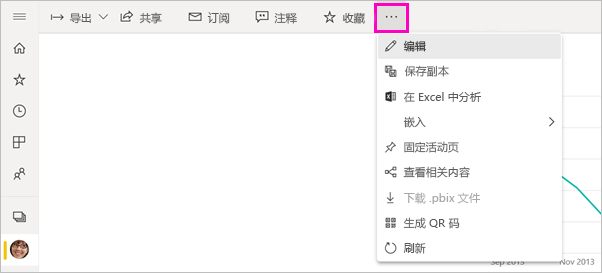 导出 共享 订阅 注释 收藏 ...
编辑
保存副本
在 Excel 中分析
嵌入
固定活动页
查看相关内容
下载 .pbix 文件
生成 QR 码
刷新
Sep 2013 Nov 2013